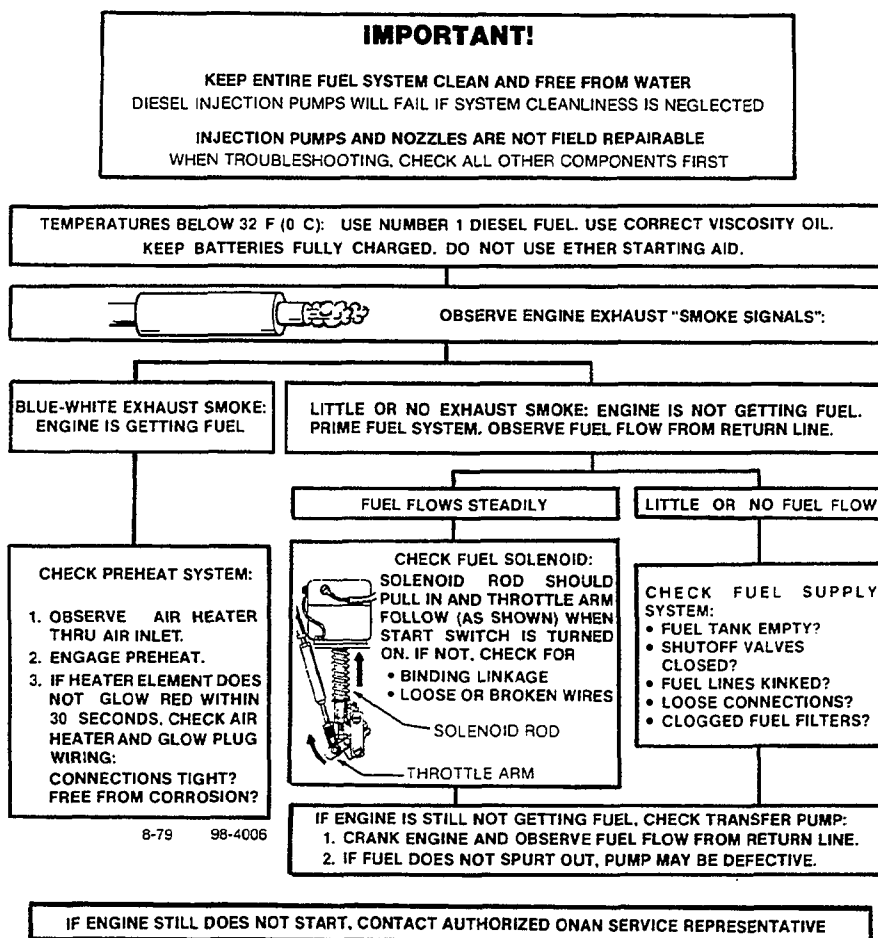 IMPORTANT!
KEEP ENTIRE FUEL SYSTEM CLEAN AND FREE FROM WATER
DIESEL INJECTION PUMPS WILL FAIL IF SYSTEM CLEANLINESS IS NEGLECTED
INJECTION PUMPS AND NOZZLES ARE NOT FIELD REPAIRABLE
WHEN TROUBLESHOOTING, CHECK ALL OTHER COMPONENTS FIRST
TEMPERATURES BELOW 32 F (0 C): USE NUMBER 1 DIESEL FUEL. USE CORRECT VISCOSITY OIL.
KEEP BATTERIES FULLY CHARGED. DO NOT USE ETHER STARTING AID.
OBSERVE ENGINE EXHAUST "SMOKE SIGNALS":
BLUE-WHITE EXHAUST SMOKE:
ENGINE IS GETTING FUEL
LITTLE OR NO EXHAUST SMOKE: ENGINE IS NOT GETTING FUEL.
PRIME FUEL SYSTEM. OBSERVE FUEL FLOW FROM RETURN LINE.
FUEL FLOWS STEADILY
LITTLE OR NO FUEL FLOW
CHECK PREHEAT SYSTEM:
1. OBSERVE AIR HEATER
THRU AIR INLET.
2. ENGAGE PREHEAT.
3. IF HEATER ELEMENT DOES
NOT GLOW RED WITHIN
30 SECONDS, CHECK AIR
HEATER AND GLOW PLUG
WIRING:
CONNECTIONS TIGHT?
FREE FROM CORROSION?
8-79 98-4006
CHECK FUEL SOLENOID:
SOLENOID ROD SHOULD
PULL IN AND THROTTLE ARM
FOLLOW (AS SHOWN) WHEN
START SWITCH IS TURNED
ON. IF NOT, CHECK FOR
• BINDING LINKAGE
• LOOSE OR BROKEN WIRES
SOLENOID ROD
THROTTLE ARM
CHECK FUEL SUPPLY
SYSTEM:
• FUEL TANK EMPTY?
• SHUTOFF VALVES
CLOSED?
• FUEL LINES KINKED?
• LOOSE CONNECTIONS?
• CLOGGED FUEL FILTERS?
IF ENGINE IS STILL NOT GETTING FUEL, CHECK TRANSFER PUMP:
1. CRANK ENGINE AND OBSERVE FUEL FLOW FROM RETURN LINE.
2. IF FUEL DOES NOT SPURT OUT, PUMP MAY BE DEFECTIVE.
IF ENGINE STILL DOES NOT START, CONTACT AUTHORIZED ONAN SERVICE REPRESENTATIVE